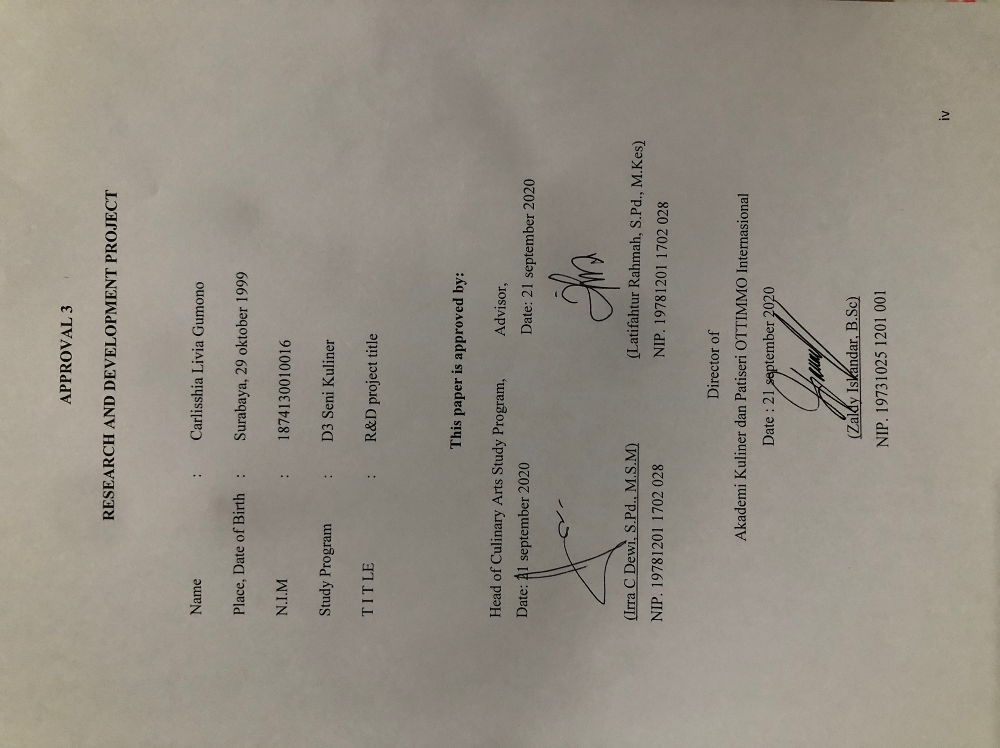 APPROVAL 3
RESEARCH AND DEVELOPMENT PROJECT
Name : Carlisshia Livia Gumono
Place, Date of Birth : Surabaya, 29 oktober 1999
N.I.M : 1874130010016
Study Program : D3 Seni Kuliner
T I T L E : R&D project title
This paper is approved by:
Head of Culinary Arts Study Program, Advisor,
Date: 21 september 2020 Date: 21 september 2020
(Irra C Dewi, S.Pd., M.S.M) (Latifahtur Rahmah, S.Pd., M.Kes)
NIP. 19781201 1702 028 NIP. 19781201 1702 028
Director of
Akademi Kuliner dan Patiseri OTTIMMO Internasional
Date : 21 september 2020
(Zaldy Iskandar, B.Sc)
NIP. 19731025 1201 001
iv